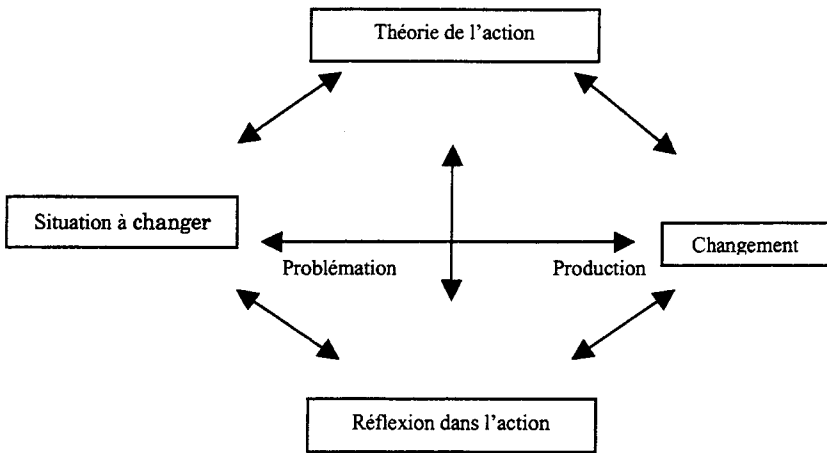 Théorie de l'action
Situation à changer
Changement
Problémation
Production
Réflexion dans l'action